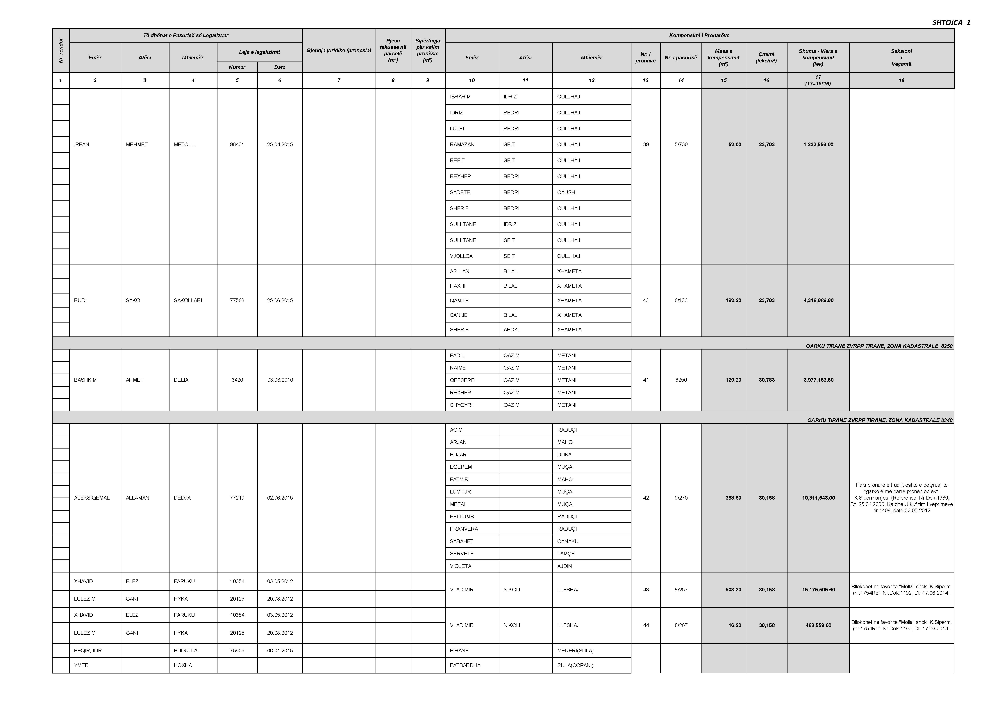 SHTOJCA 1
Nr. rendor
Të dhënat e Pasurisë së Legalizuar
Gjendja juridike (pronesia)
Pjesa takuese në parcelë (m²)
Sipërfaqja për kalim pronësie (m²)
Kompensimi i Pronarëve
Emër Atësi Mbiemër Leja e legalizimit
Numer Date
Emër Atësi Mbiemër Nr. i pronave Nr. i pasurisë Masa e kompensimit (m²) Çmimi (leke/m²) Shuma - Vlera e kompensimit (lek) Seksioni i Veçantë
1 2 3 4 5 6 7 8 9 10 11 12 13 14 15 16 17 (17=15*16) 18
IBRAHIM IDRIZ CULLHAJ
IDRIZ BEDRI CULLHAJ
LUTFI BEDRI CULLHAJ
IRFAN MEHMET METOLLI 98431 25.04.2015 RAMAZAN SEIT CULLHAJ 39 5/730 52.00 23,703 1,232,556.00
REFIT SEIT CULLHAJ
REXHEP BEDRI CULLHAJ
SADETE BEDRI CAUSHI
SHERIF BEDRI CULLHAJ
SULLTANE IDRIZ CULLHAJ
SULLTANE SEIT CULLHAJ
VJOLLCA SEIT CULLHAJ
ASLLAN BILAL XHAMETA
HAXHI BILAL XHAMETA
RUDI SAKO SAKOLLARI 77563 25.06.2015 QAMILE XHAMETA 40 6/130 182.20 23,703 4,318,686.60
SANIJE BILAL XHAMETA
SHERIF ABDYL XHAMETA
QARKU TIRANE ZVRPP TIRANE, ZONA KADASTRALE 8250
FADIL QAZIM METANI
NAIME QAZIM METANI
BASHKIM AHMET DELIA 3420 03.08.2010 QEFSERE QAZIM METANI 41 8250 129.20 30,783 3,977,163.60
REXHEP QAZIM METANI
SHYQYRI QAZIM METANI
QARKU TIRANE ZVRPP TIRANE, ZONA KADASTRALE 8340
AGIM RADUÇI
ARJAN MAHO
BUJAR DUKA
EQEREM MUÇA
FATMIR MAHO
LUMTURI MUÇA
ALEKS,QEMAL ALLAMAN DEDJA 77219 02.06.2015 42 9/270 358.50 30,158 10,811,643.00
Pala pronare e truallit eshte e detyruar te
ngarkoje me barre pronen objekt i
K.Sipermarrjes (Reference Nr.Dok.1389,
Dt. 25.04.2006 .Ka dhe U.kufizim I veprimeve
nr 1408, date 02.05.2012
MEFAIL MUÇA
PELLUMB RADUÇI
PRANVERA RADUÇI
SABAHET CANAKU
SERVETE LAMÇE
VIOLETA AJDINI
XHAVID ELEZ FARUKU 10354 03.05.2012
VLADIMIR NIKOLL LLESHAJ 43 8/257 503.20 30,158 15,175,505.60
Bllokohet ne favor te "Molla" shpk .K.Siperm.
(nr.1754Ref Nr.Dok.1192, Dt. 17.06.2014 .
LULEZIM GANI HYKA 20125 20.08.2012
XHAVID ELEZ FARUKU 10354 03.05.2012
VLADIMIR NIKOLL LLESHAJ 44 8/267 16.20 30,158 488,559.60
Bllokohet ne favor te "Molla" shpk .K.Siperm.
(nr.1754Ref Nr.Dok.1192, Dt. 17.06.2014 .
LULEZIM GANI HYKA 20125 20.08.2012
BEQIR, ILIR BUDULLA 75909 06.01.2015 BIHANE MENERI(SULA)
YMER HOXHA FATBARDHA SULA(COPANI)